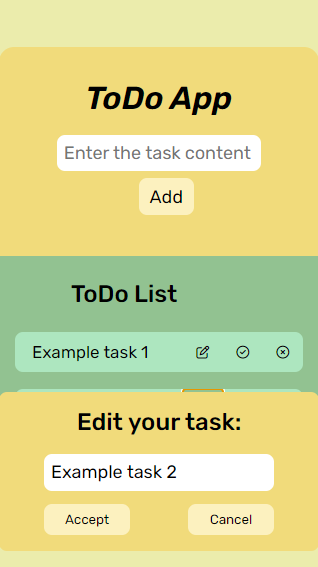 ToDo App
Enter the task content
Add
ToDo List
Example task 1
Edit your task:
Example task 2
Accept
Cancel